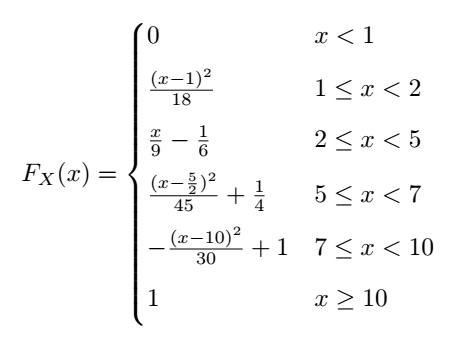 F_X(x) = { 0    x < 1
(x−1)²/18    1 ≤ x < 2
x/9 − 1/6    2 ≤ x < 5
(x−5/2)²/45 + 1/4    5 ≤ x < 7
−(x−10)²/30 + 1    7 ≤ x < 10
1    x ≥ 10